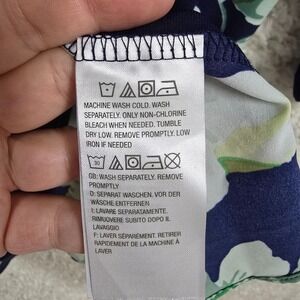 MACHINE WASH COLD. WASH
SEPARATELY. ONLY NON-CHLORINE
BLEACH WHEN NEEDED. TUMBLE
DRY LOW. REMOVE PROMPTLY. LOW
IRON IF NEEDED
30
GB: WASH SEPARATELY. REMOVE
PROMPTLY
D: SEPARAT WASCHEN. VOR DER
WÄSCHE ENTFERNEN
I: LAVARE SEPARATAMENTE.
RIMUOVERE SUBITO DOPO IL
LAVAGGIO
F: LAVER SÉPARÉMENT. RETIRER
RAPIDEMENT DE LA MACHINE À
LAVER